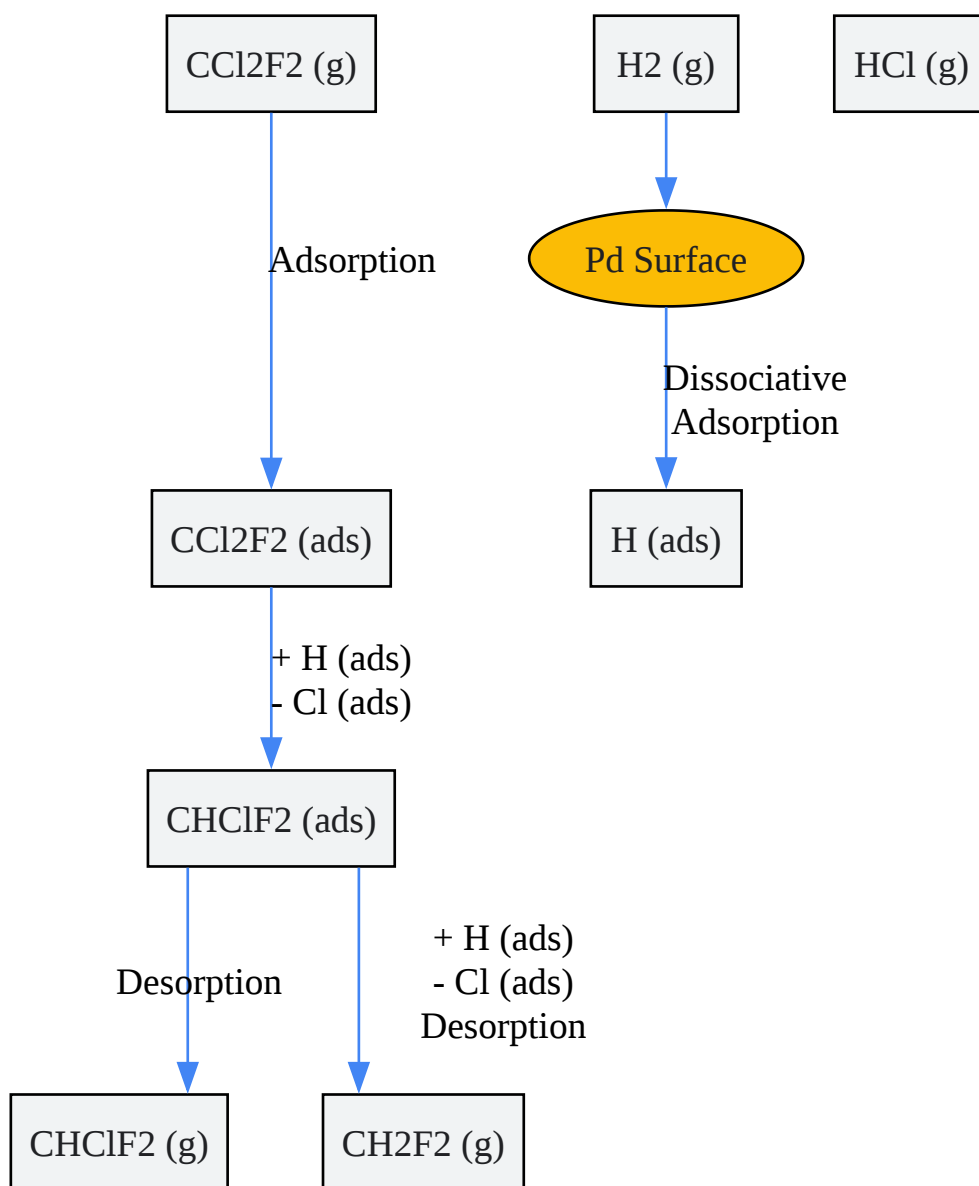 CCl2F2 (g)
H2 (g)
HCl (g)
Adsorption
Pd Surface
Dissociative
Adsorption
CCl2F2 (ads)
H (ads)
+ H (ads)
- Cl (ads)
CHClF2 (ads)
Desorption
+ H (ads)
- Cl (ads)
Desorption
CHClF2 (g)
CH2F2 (g)